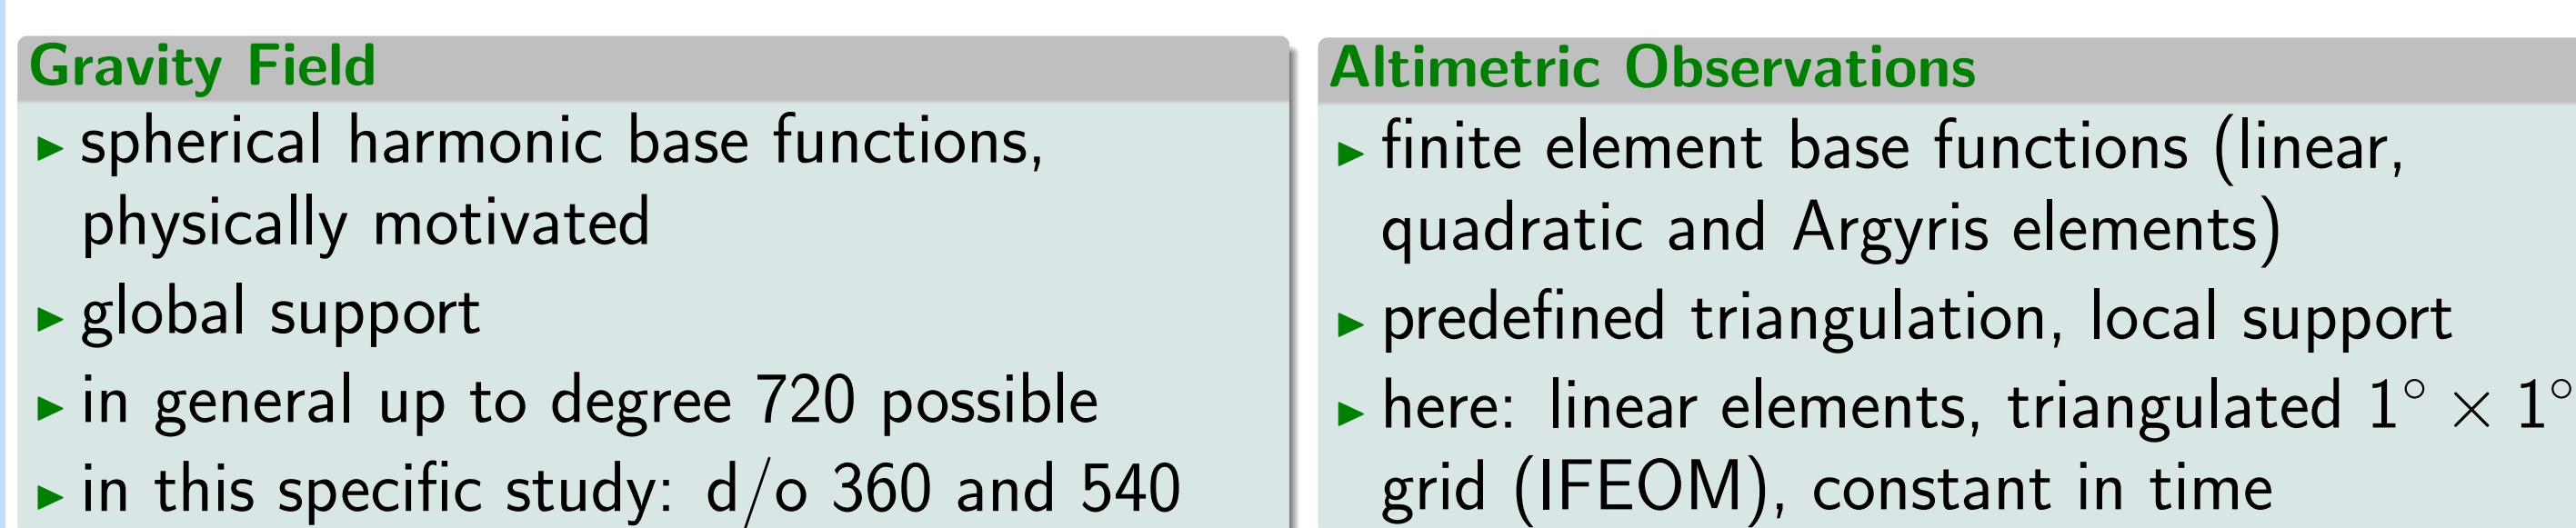 Gravity Field
▶ spherical harmonic base functions,
physically motivated
▶ global support
▶ in general up to degree 720 possible
▶ in this specific study: d/o 360 and 540
Altimetric Observations
▶ finite element base functions (linear,
quadratic and Argyris elements)
▶ predefined triangulation, local support
▶ here: linear elements, triangulated 1° × 1°
grid (IFEOM), constant in time